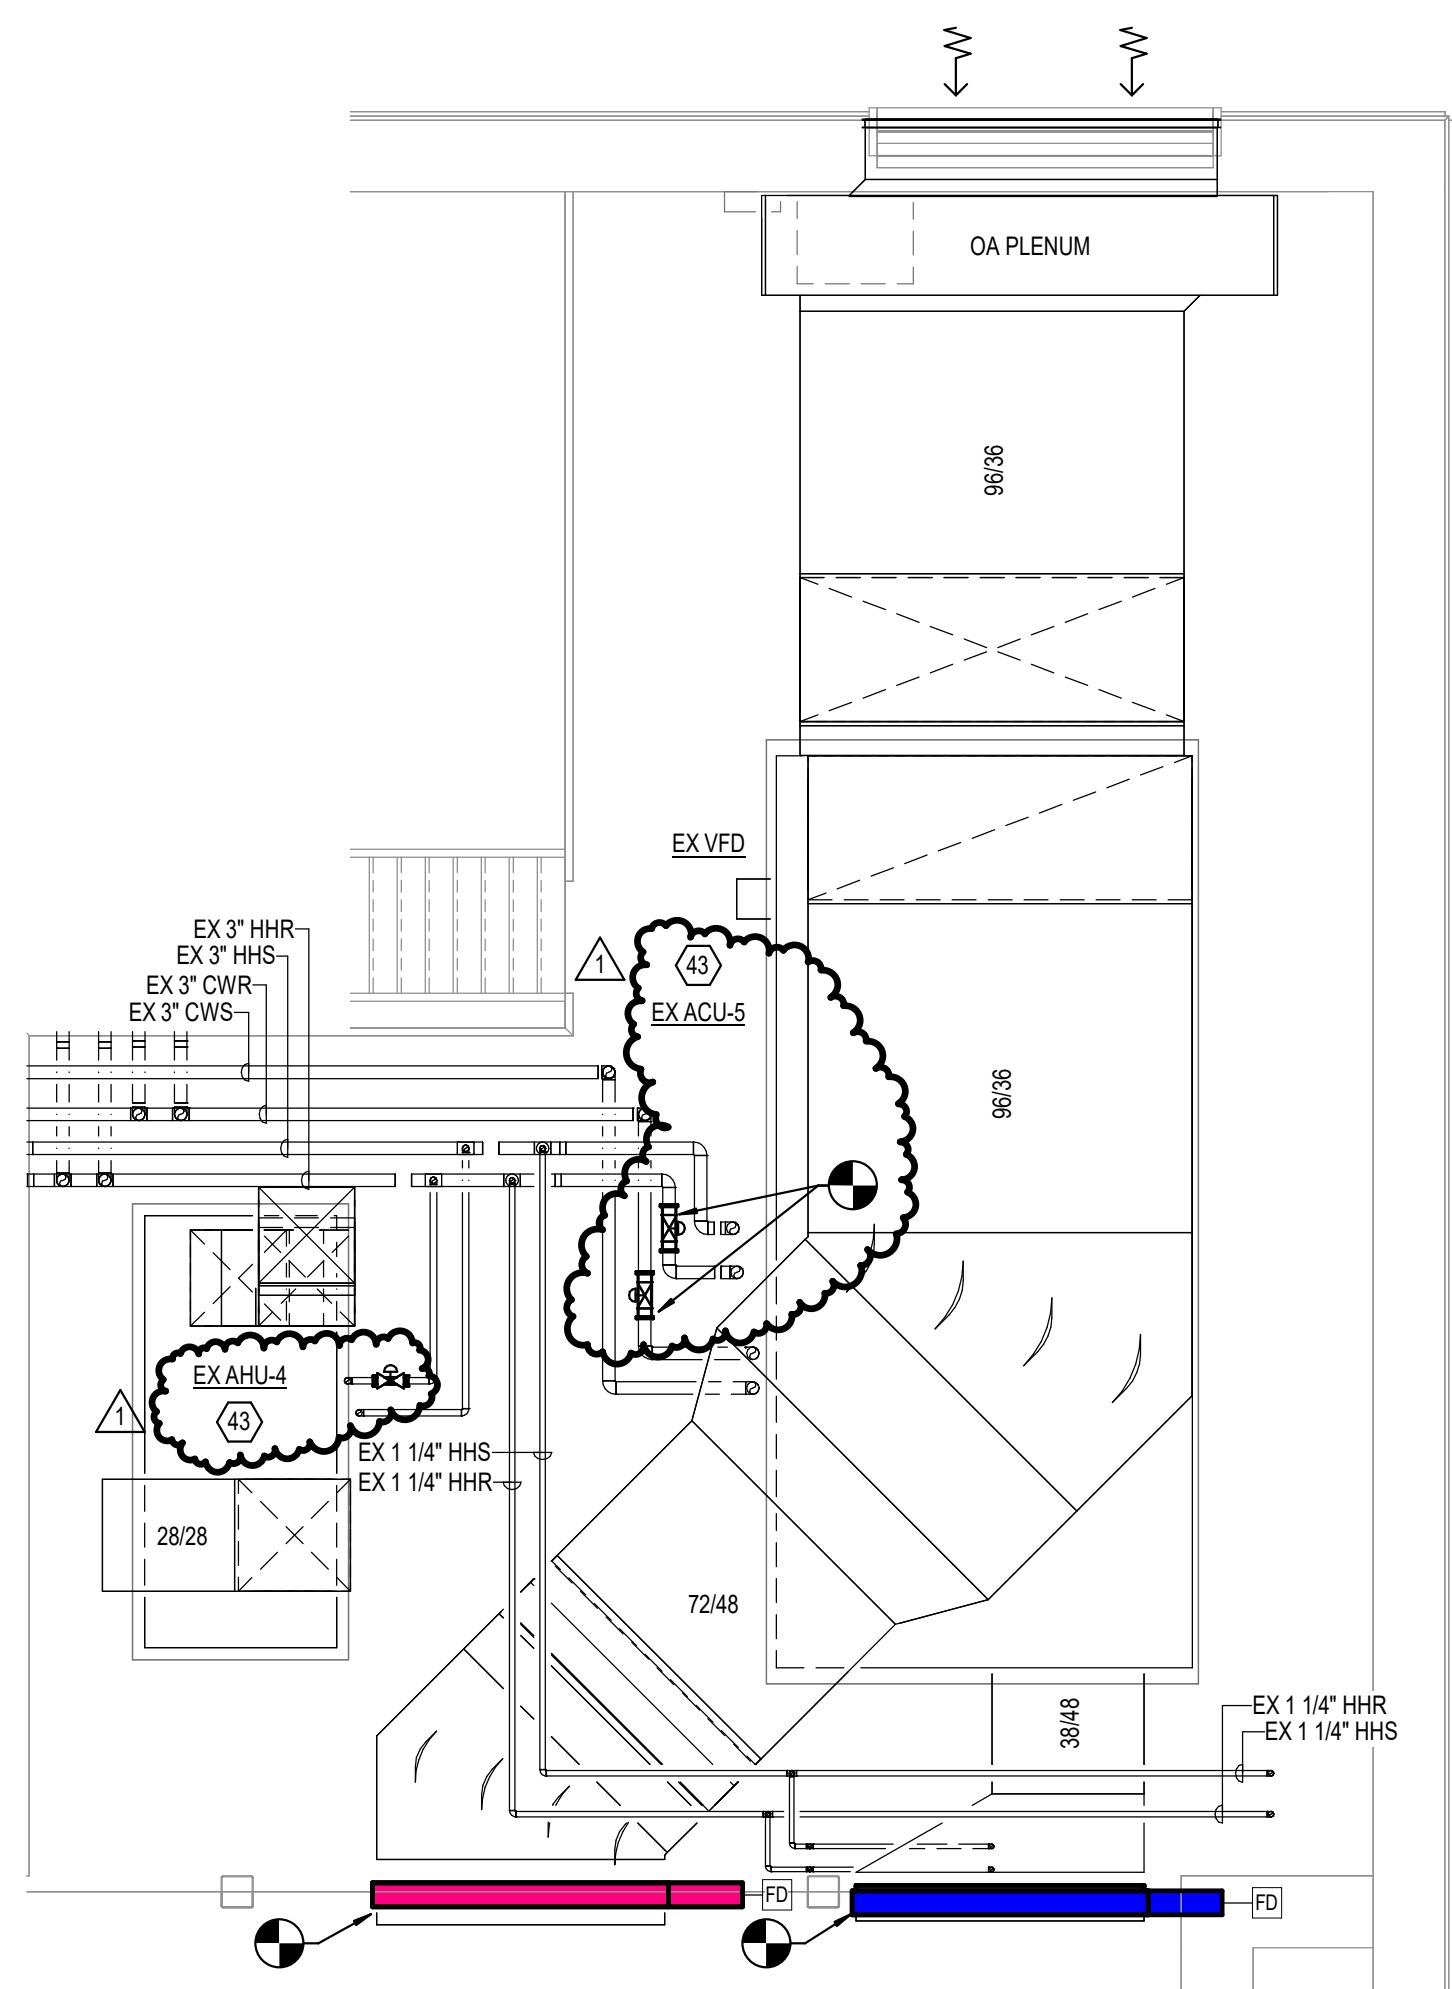 OA PLENUM
96/36
EX VFD
EX 3" HHR
EX 3" HHS
EX 3" CWR
EX 3" CWS
1
43
EX ACU-5
96/36
EX AHU-4
1
43
EX 1 1/4" HHS
EX 1 1/4" HHR
28/28
72/48
38/48
EX 1 1/4" HHR
EX 1 1/4" HHS
FD
FD